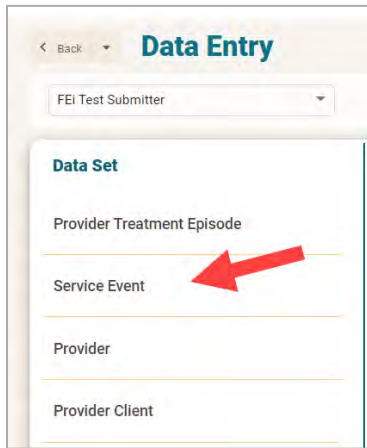 Back Data Entry
FEi Test Submitter
Data Set
Provider Treatment Episode
Service Event
Provider
Provider Client